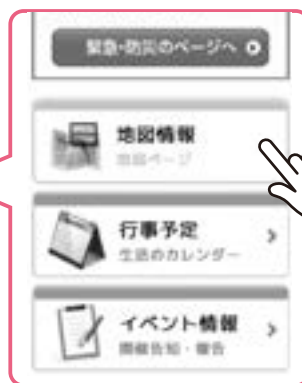 緊急・防災のページへ
地図情報
地図ページ
行事予定
生活のカレンダー
イベント情報
開催告知・報告